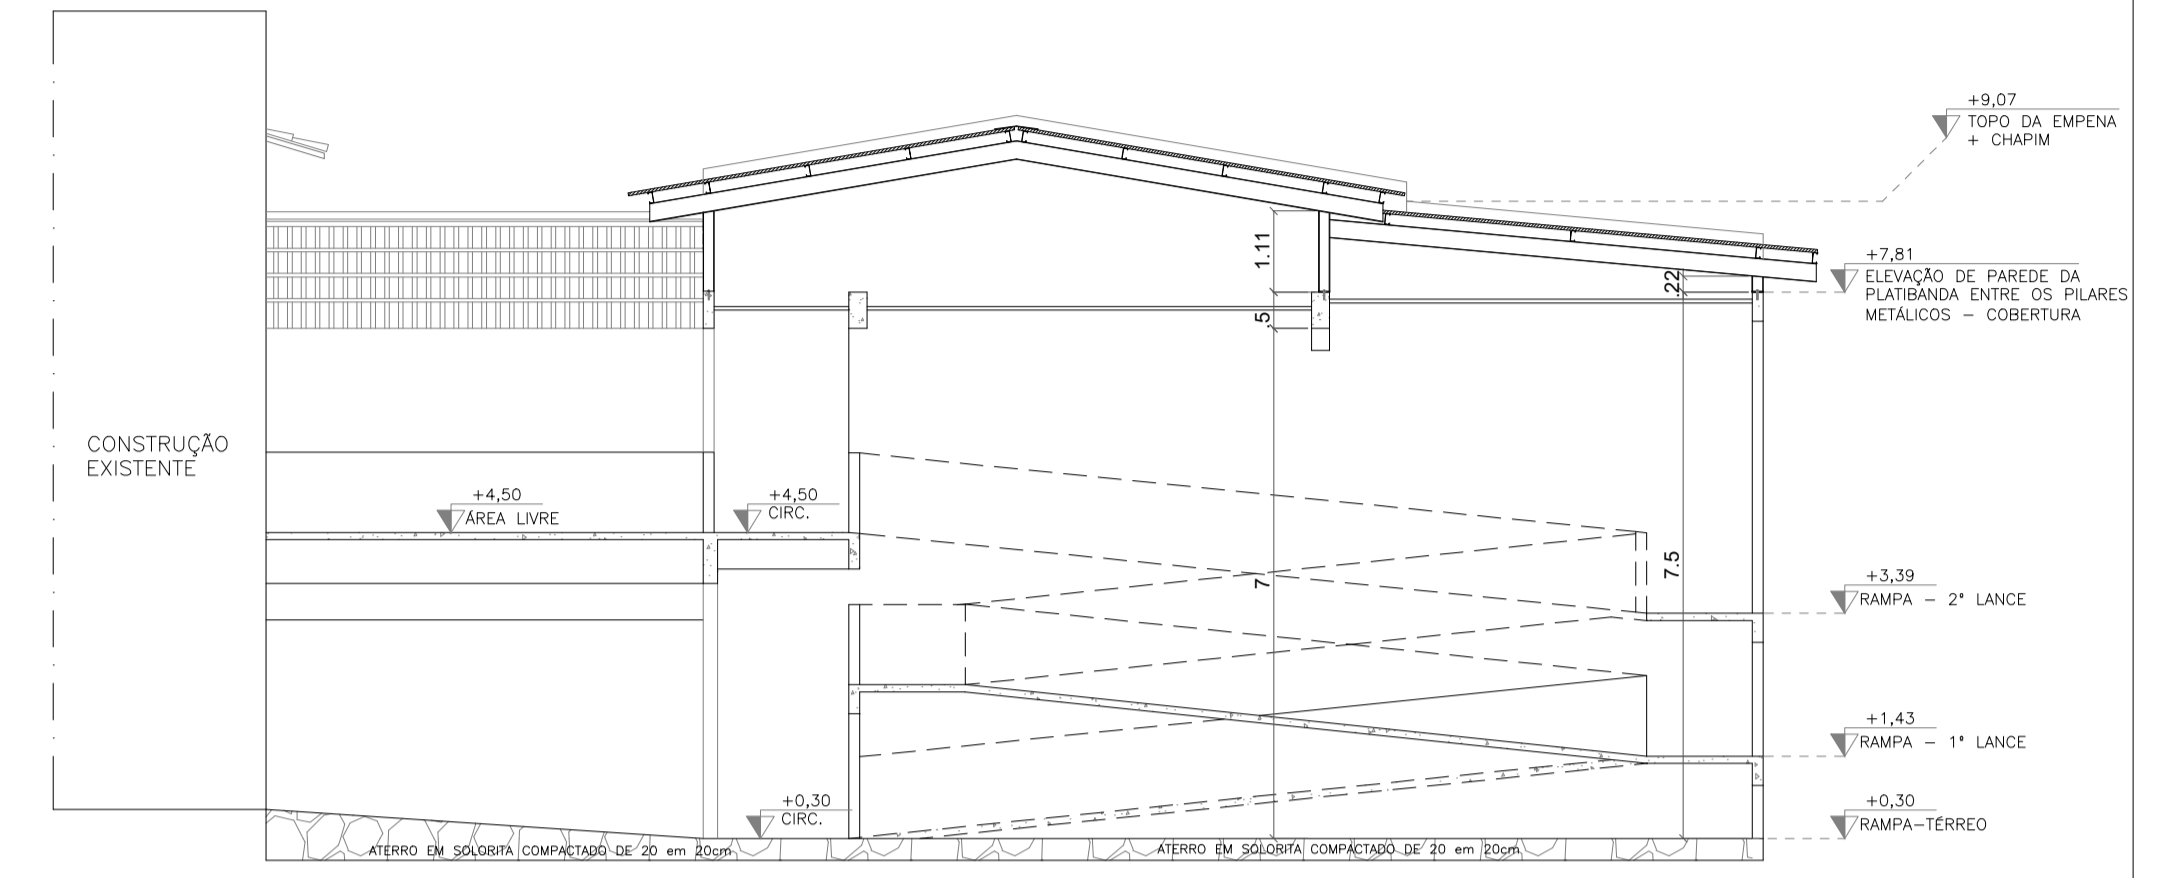 +9,07
TOPO DA EMPENA
+ CHAPIM
1.11
.22
+7,81
ELEVAÇÃO DE PAREDE DA
PLATIBANDA ENTRE OS PILARES
METÁLICOS – COBERTURA
.5
CONSTRUÇÃO
EXISTENTE
+4,50
ÁREA LIVRE
+4,50
CIRC.
7
7.5
+3,39
RAMPA – 2° LANCE
+1,43
RAMPA – 1° LANCE
+0,30
CIRC.
+0,30
RAMPA–TÉRREO
ATERRO EM SOLORITA COMPACTADO DE 20 em 20cm
ATERRO EM SOLORITA COMPACTADO DE 20 em 20cm